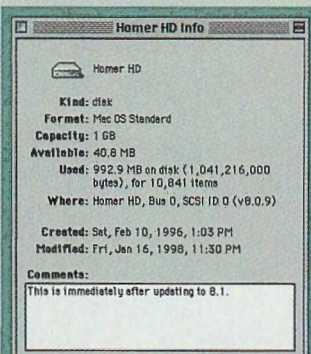 Homer HD Info
Homer HD
Kind: disk
Format: Mac OS Standard
Capacity: 1 GB
Available: 40.8 MB
Used: 992.9 MB on disk (1,041,216,000
bytes), for 10,841 items
Where: Homer HD, Bus 0, SCSI ID 0 (v8.0.9)
Created: Sat, Feb 10, 1996, 1:03 PM
Modified: Fri, Jan 16, 1998, 11:30 PM
Comments:
This is immediately after updating to 8.1.